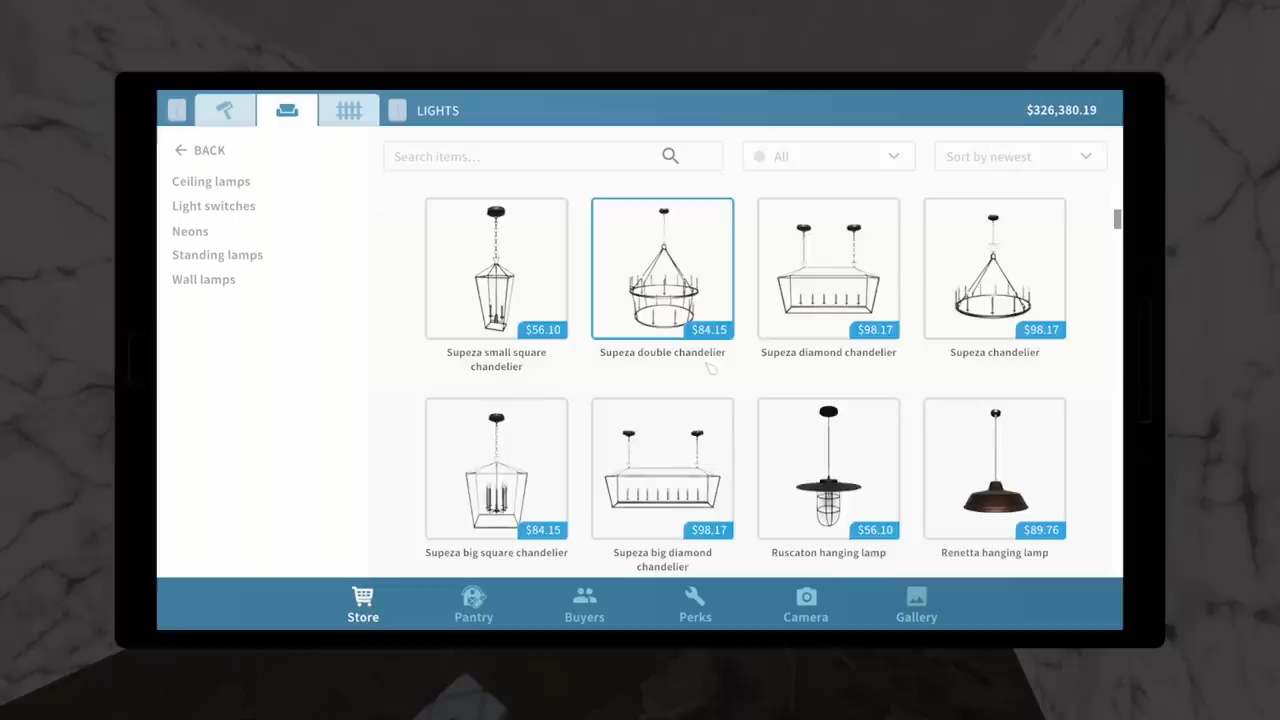 LIGHTS
$326,380.19
BACK
Search items...
All
Sort by newest
Ceiling lamps
Light switches
Neons
Standing lamps
Wall lamps
$56.10
$84.15
$98.17
$98.17
Supeza small square
chandelier
Supeza double chandelier
Supeza diamond chandelier
Supeza chandelier
$84.15
$98.17
$56.10
$89.76
Supeza big square chandelier
Supeza big diamond
chandelier
Ruscaton hanging lamp
Renetta hanging lamp
Store
Pantry
Buyers
Perks
Camera
Gallery